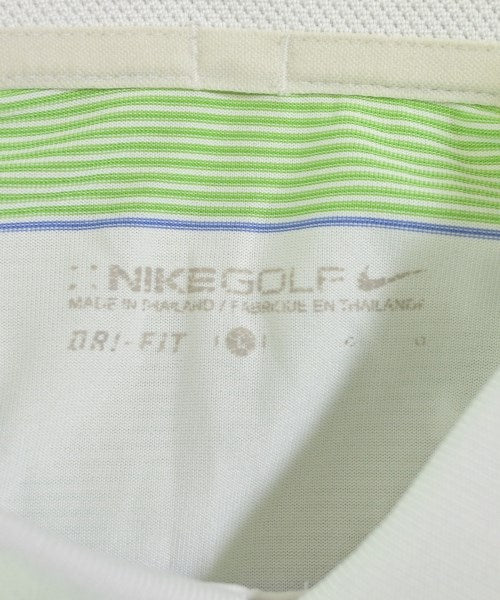 NIKEGOLF
MADE IN THAILAND / FABRIQUE EN THAILANDE
DRI-FIT L